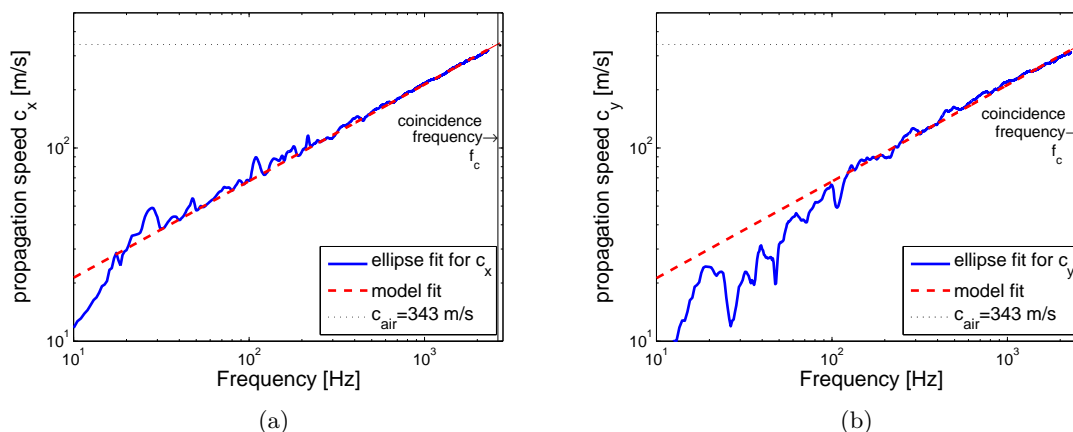 propagation speed c_x [m/s]
10^2
10^1
coincidence
frequency
f_c
ellipse fit for c_x
model fit
c_air=343 m/s
10^1
10^2
10^3
Frequency [Hz]
(a)
propagation speed c_y [m/s]
10^2
10^1
coincidence
frequency
f_c
ellipse fit for c_y
model fit
c_air=343 m/s
10^1
10^2
10^3
Frequency [Hz]
(b)